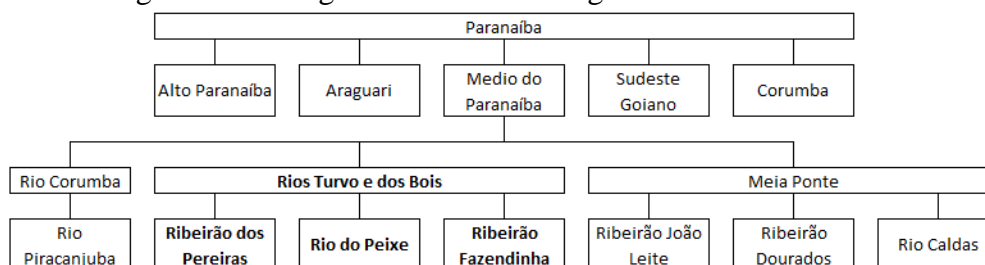 Paranaíba
Alto Paranaíba
Araguari
Medio do
Paranaíba
Sudeste
Goiano
Corumba
Rio Corumba
Rios Turvo e dos Bois
Meia Ponte
Rio
Piracanjuba
Ribeirão dos
Pereiras
Rio do Peixe
Ribeirão
Fazendinha
Ribeirão João
Leite
Ribeirão
Dourados
Rio Caldas